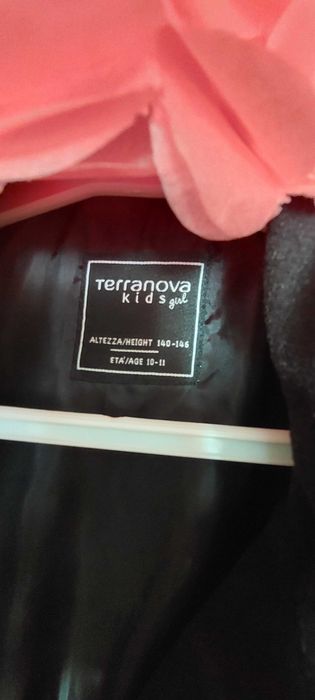 Terranova
kids girl
ALTEZZA/HEIGHT 140-146
ETA'/AGE 10-11